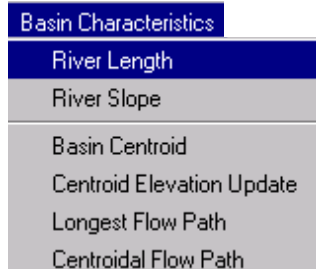 Basin Characteristics
River Length
River Slope
Basin Centroid
Centroid Elevation Update
Longest Flow Path
Centroidal Flow Path